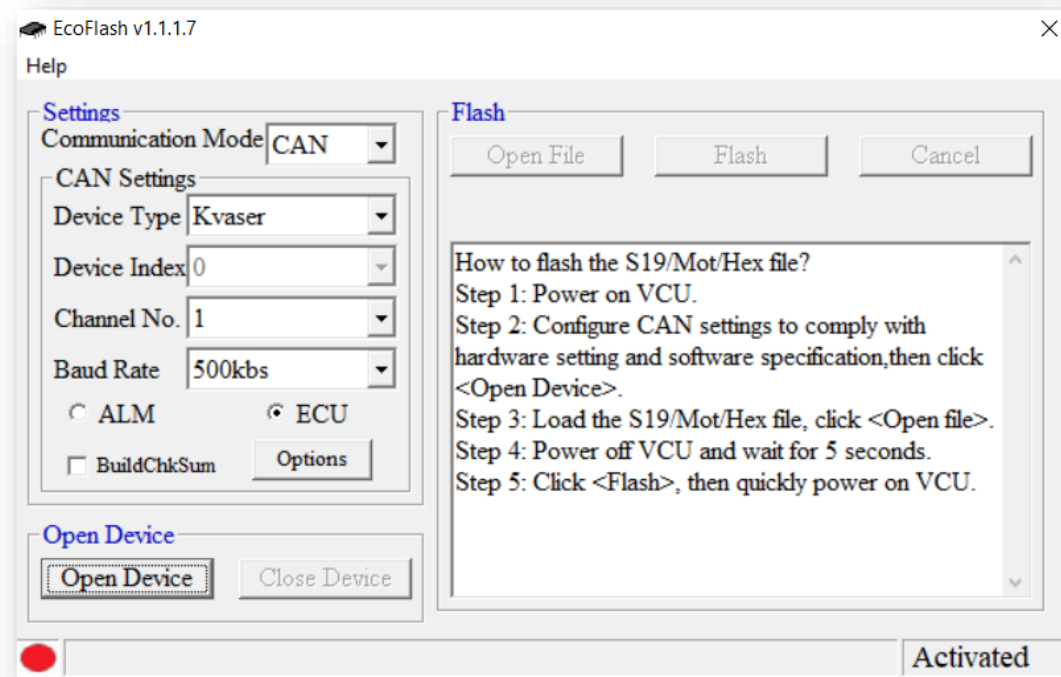 EcoFlash v1.1.1.7
Help
Settings
Communication Mode CAN
CAN Settings
Device Type Kvaser
Device Index 0
Channel No. 1
Baud Rate 500kbs
ALM ECU
BuildChkSum Options
Open Device
Open Device Close Device
Flash
Open File Flash Cancel
How to flash the S19/Mot/Hex file?
Step 1: Power on VCU.
Step 2: Configure CAN settings to comply with
hardware setting and software specification,then click
<Open Device>.
Step 3: Load the S19/Mot/Hex file, click <Open file>.
Step 4: Power off VCU and wait for 5 seconds.
Step 5: Click <Flash>, then quickly power on VCU.
Activated